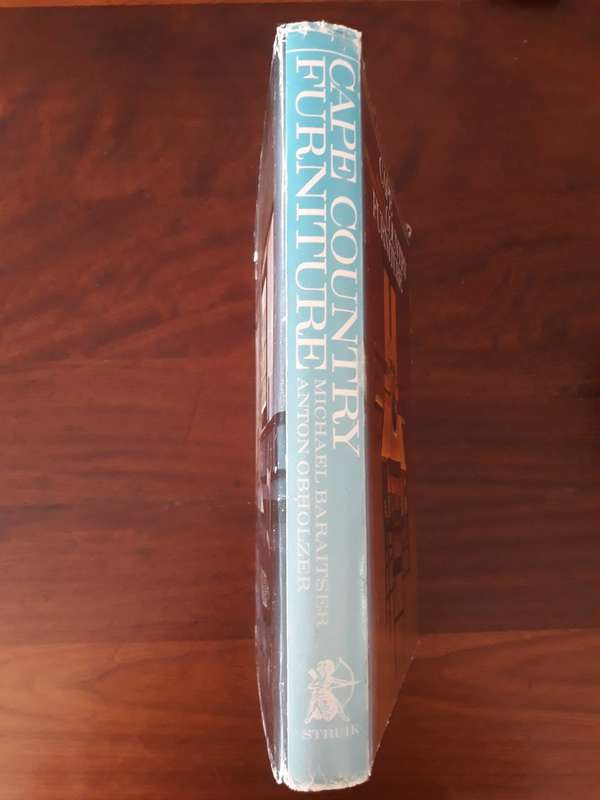 CAPE COUNTRY
FURNITURE
MICHAEL BARAITSER
ANTON OBHOLZER
STRUIK